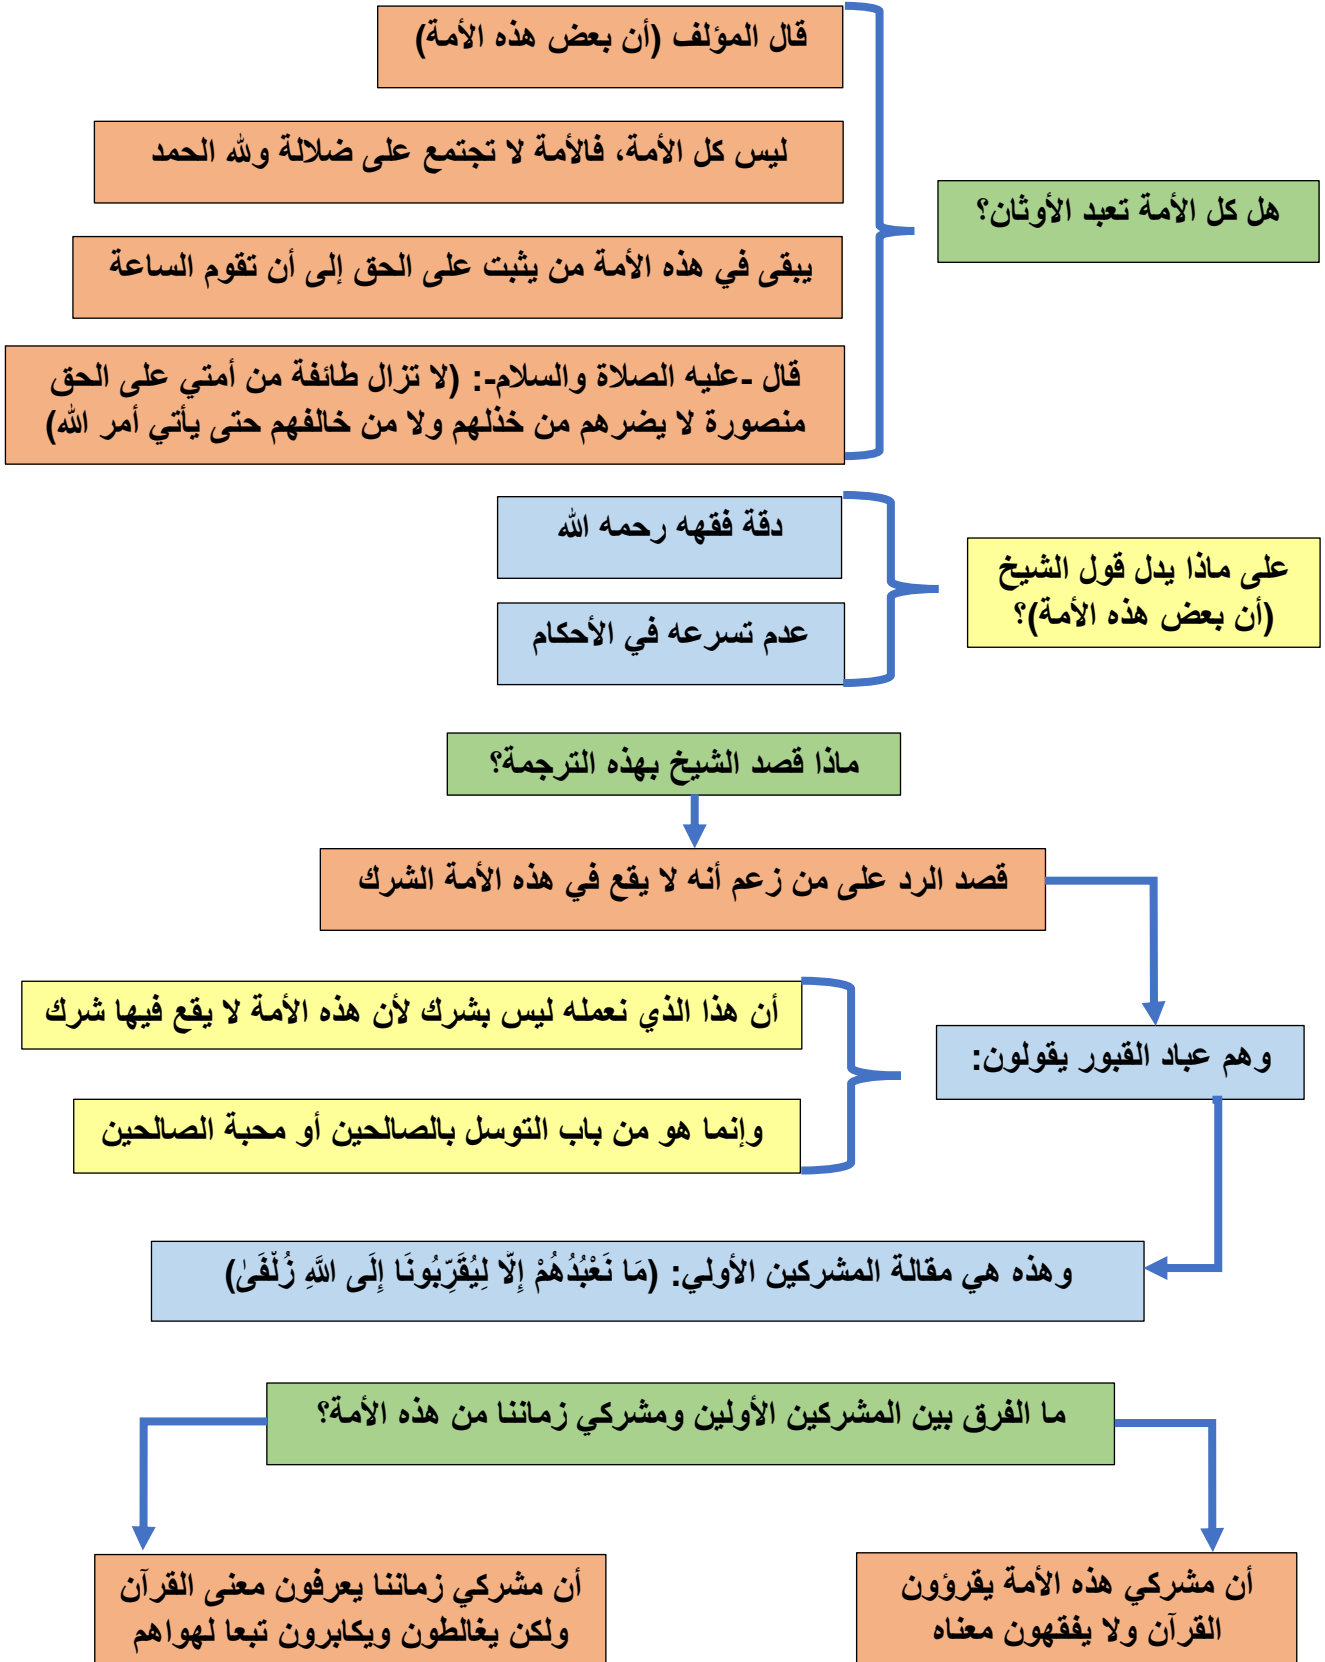 هل كل الأمة تعبد الأوثان؟
قال المؤلف (أن بعض هذه الأمة)
ليس كل الأمة، فالأمة لا تجتمع على ضلالة ولله الحمد
يبقى في هذه الأمة من يثبت على الحق إلى أن تقوم الساعة
قال -عليه الصلاة والسلام-: (لا تزال طائفة من أمتي على الحق
منصورة لا يضرهم من خذلهم ولا من خالفهم حتى يأتي أمر الله)
على ماذا يدل قول الشيخ
(أن بعض هذه الأمة)؟
دقة فقهه رحمه الله
عدم تسرعه في الأحكام
ماذا قصد الشيخ بهذه الترجمة؟
قصد الرد على من زعم أنه لا يقع في هذه الأمة الشرك
وهم عباد القبور يقولون:
أن هذا الذي نعمله ليس بشرك لأن هذه الأمة لا يقع فيها شرك
وإنما هو من باب التوسل بالصالحين أو محبة الصالحين
وهذه هي مقالة المشركين الأولي: (مَا نَعْبُدُهُمْ إِلَّا لِيُقَرِّبُونَا إِلَى اللَّهِ زُلْفَىٰ)
ما الفرق بين المشركين الأولين ومشركي زماننا من هذه الأمة؟
أن مشركي هذه الأمة يقرؤون
القرآن ولا يفقهون معناه
أن مشركي زماننا يعرفون معنى القرآن
ولكن يغالطون ويكابرون تبعا لهواهم